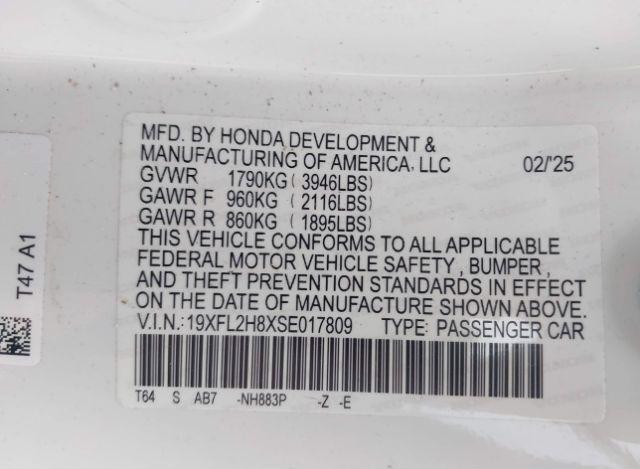 MFD. BY HONDA DEVELOPMENT &
MANUFACTURING OF AMERICA, LLC 02/'25
GVWR 1790KG ( 3946LBS)
GAWR F 960KG ( 2116LBS)
GAWR R 860KG ( 1895LBS)
THIS VEHICLE CONFORMS TO ALL APPLICABLE
FEDERAL MOTOR VEHICLE SAFETY , BUMPER ,
AND THEFT PREVENTION STANDARDS IN EFFECT
ON THE DATE OF MANUFACTURE SHOWN ABOVE.
V.I.N.:19XFL2H8XSE017809 TYPE: PASSENGER CAR
T64 S AB7 -NH883P -Z -E
T47 A1